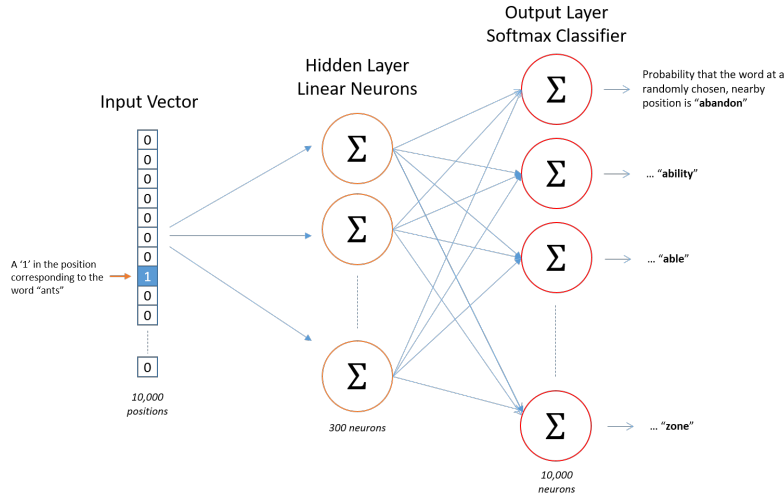 Output Layer
Softmax Classifier
Hidden Layer
Linear Neurons
Input Vector
Probability that the word at a
randomly chosen, nearby
position is “abandon”
0
0
0
0
0
0
0
1
0
0
0
A ‘1’ in the position
corresponding to the
word “ants”
10,000
positions
Σ
Σ
Σ
300 neurons
Σ
Σ
Σ
Σ
10,000
neurons
... “ability”
... “able”
... “zone”